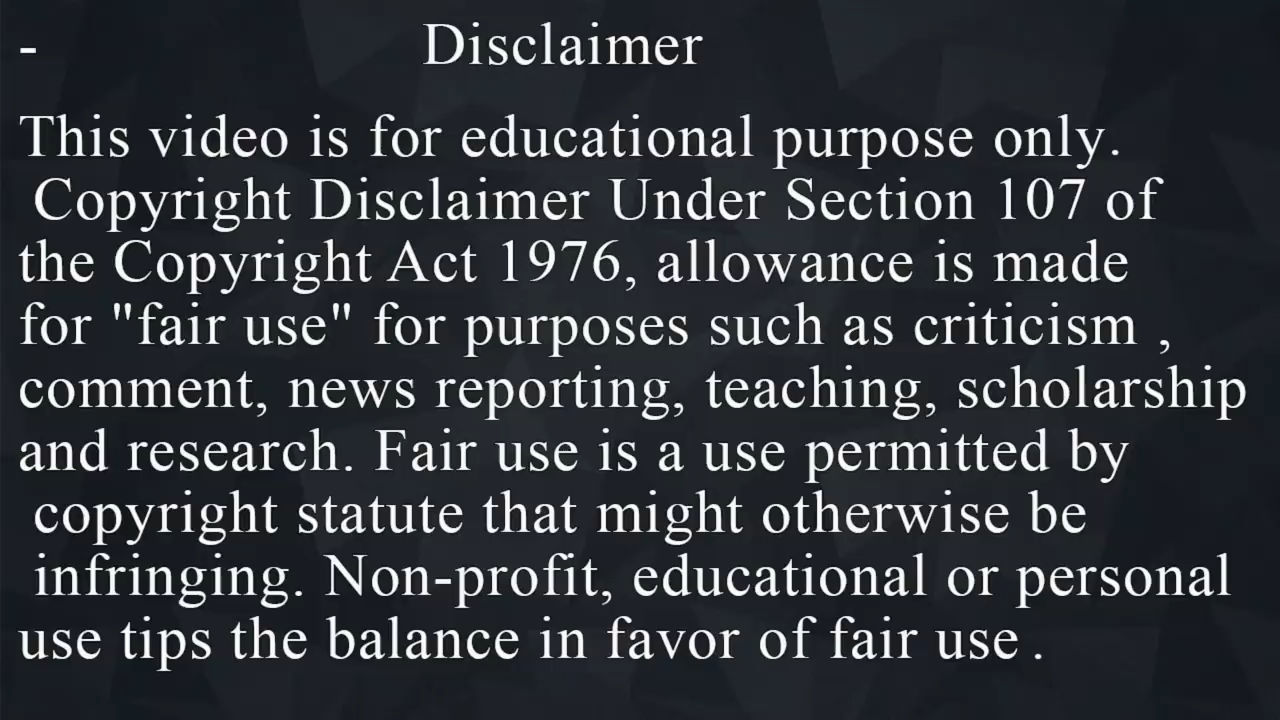 - Disclaimer
This video is for educational purpose only.
Copyright Disclaimer Under Section 107 of
the Copyright Act 1976, allowance is made
for "fair use" for purposes such as criticism ,
comment, news reporting, teaching, scholarship
and research. Fair use is a use permitted by
copyright statute that might otherwise be
infringing. Non-profit, educational or personal
use tips the balance in favor of fair use .